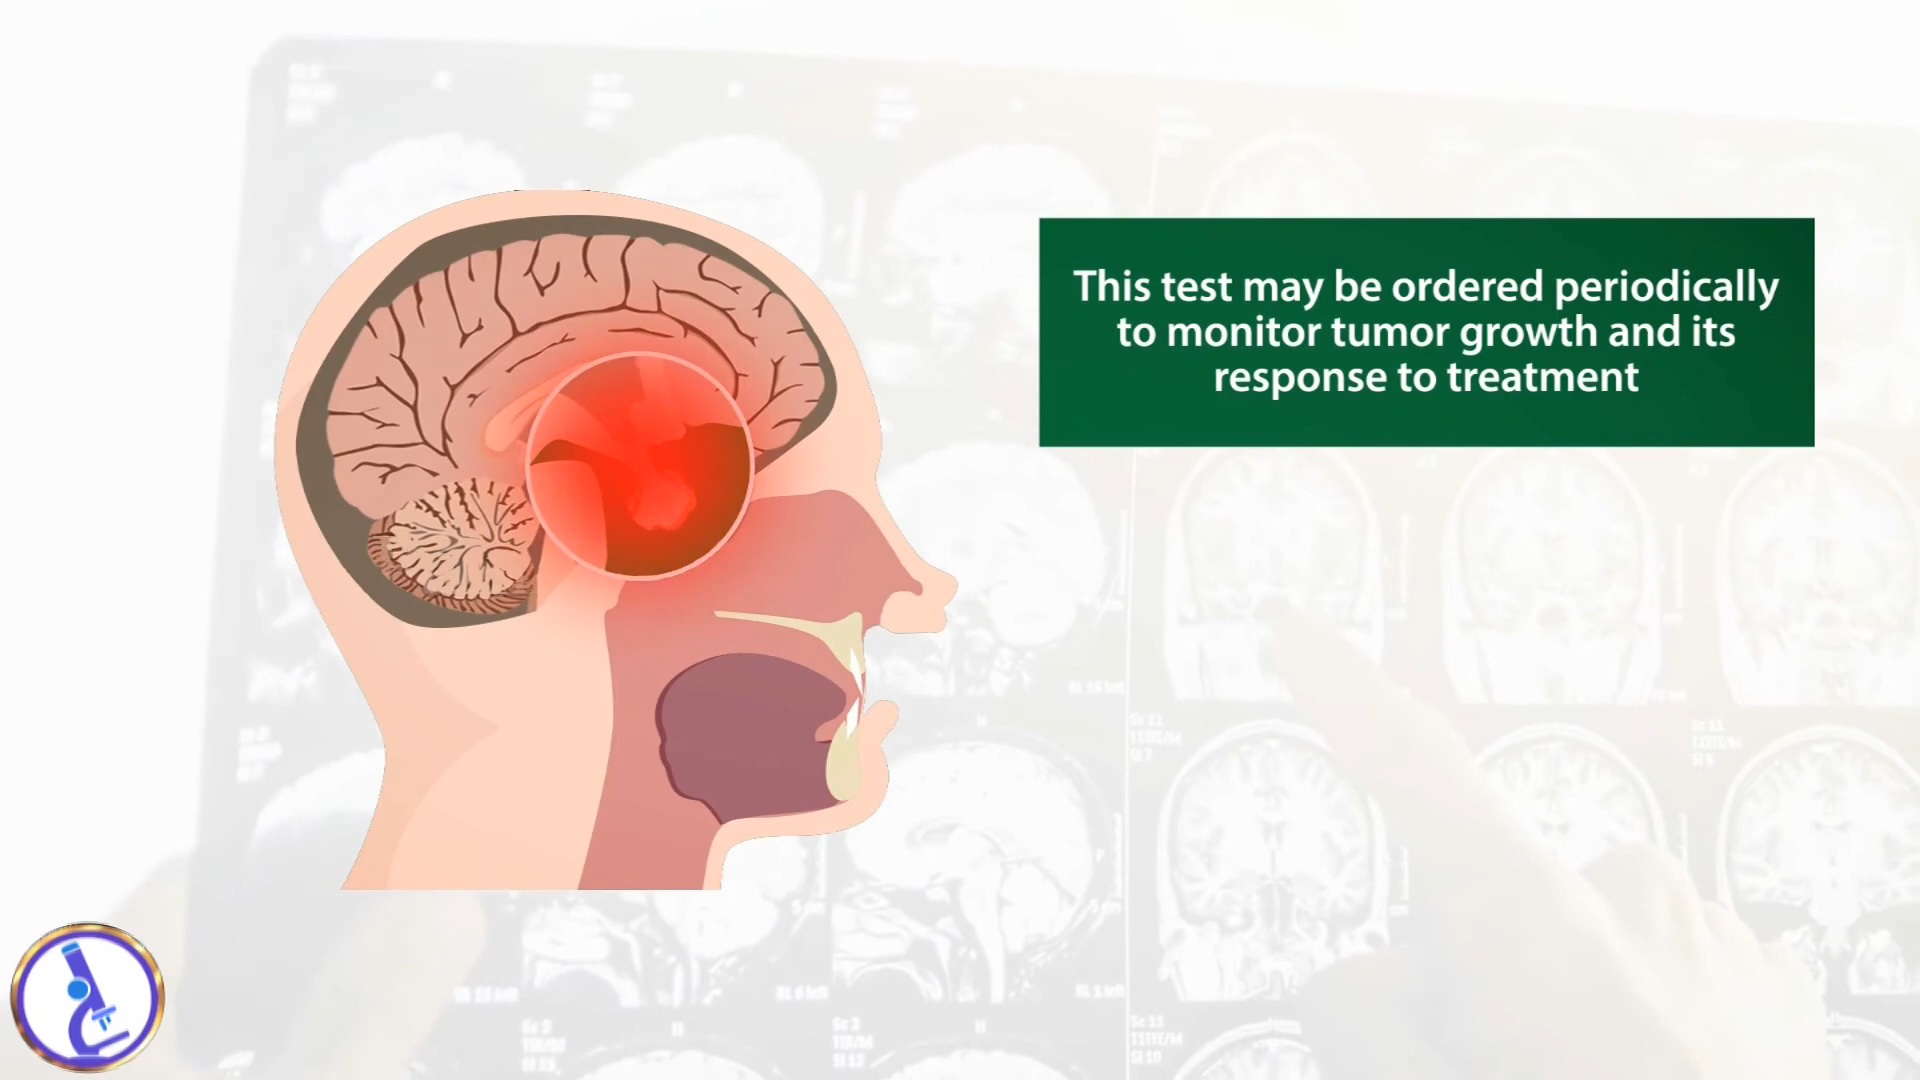 This test may be ordered periodically
to monitor tumor growth and its
response to treatment